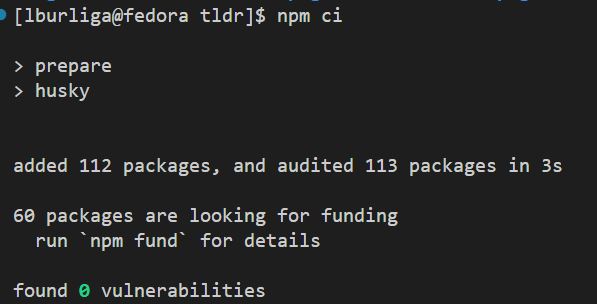 [lburliga@fedora tldr]$ npm ci
> prepare
> husky
added 112 packages, and audited 113 packages in 3s
60 packages are looking for funding
  run `npm fund` for details
found 0 vulnerabilities